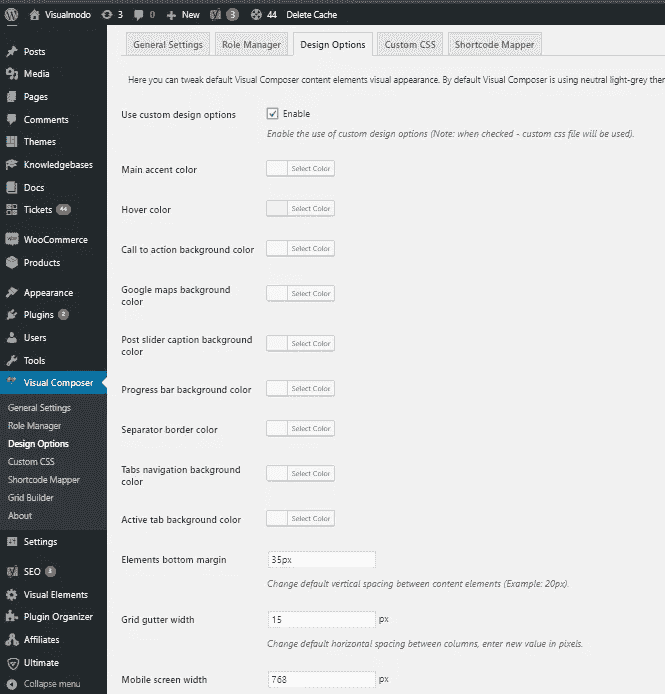 Visualmodo 3 0 + New 3 44 Delete Cache
Posts
Media
Pages
Comments
Themes
Knowledgebases
Docs
Tickets 44
WooCommerce
Products
Appearance
Plugins 2
Users
Tools
Visual Composer
General Settings
Role Manager
Design Options
Custom CSS
Shortcode Mapper
Grid Builder
About
Settings
SEO 3
Visual Elements
Plugin Organizer
Affiliates
Ultimate
Collapse menu
General Settings Role Manager Design Options Custom CSS Shortcode Mapper
Here you can tweak default Visual Composer content elements visual appearance. By default Visual Composer is using neutral light-grey then
Use custom design options Enable
Enable the use of custom design options (Note: when checked - custom css file will be used).
Main accent color Select Color
Hover color Select Color
Call to action background color Select Color
Google maps background
color
Select Color
Post slider caption background
color
Select Color
Progress bar background color Select Color
Separator border color Select Color
Tabs navigation background
color
Select Color
Active tab background color Select Color
Elements bottom margin 35px
Change default vertical spacing between content elements (Example: 20px).
Grid gutter width 15 px
Change default horizontal spacing between columns, enter new value in pixels.
Mobile screen width 768 px